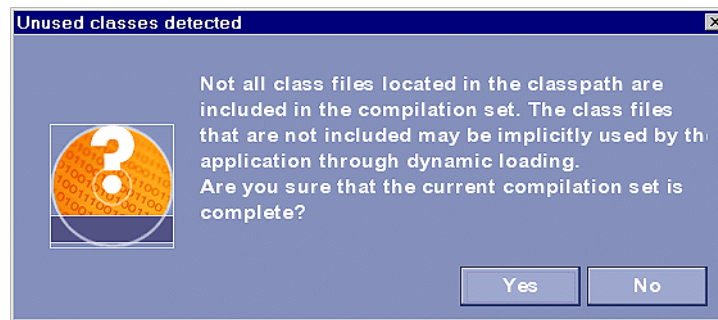 Unused classes detected
Not all class files located in the classpath are
included in the compilation set. The class files
that are not included may be implicitly used by th
application through dynamic loading.
Are you sure that the current compilation set is
complete?
Yes
No